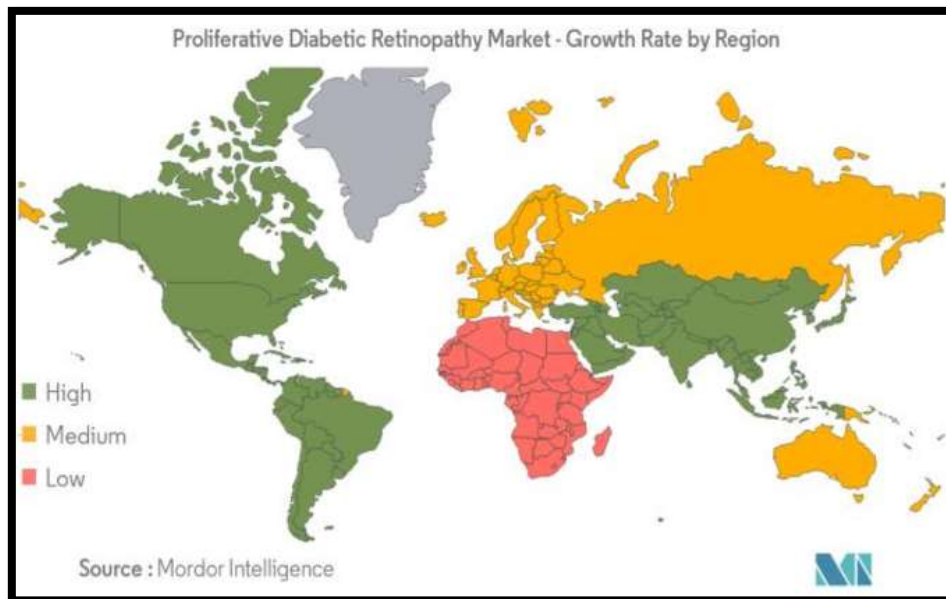 Proliferative Diabetic Retinopathy Market - Growth Rate by Region
High
Medium
Low
Source : Mordor Intelligence